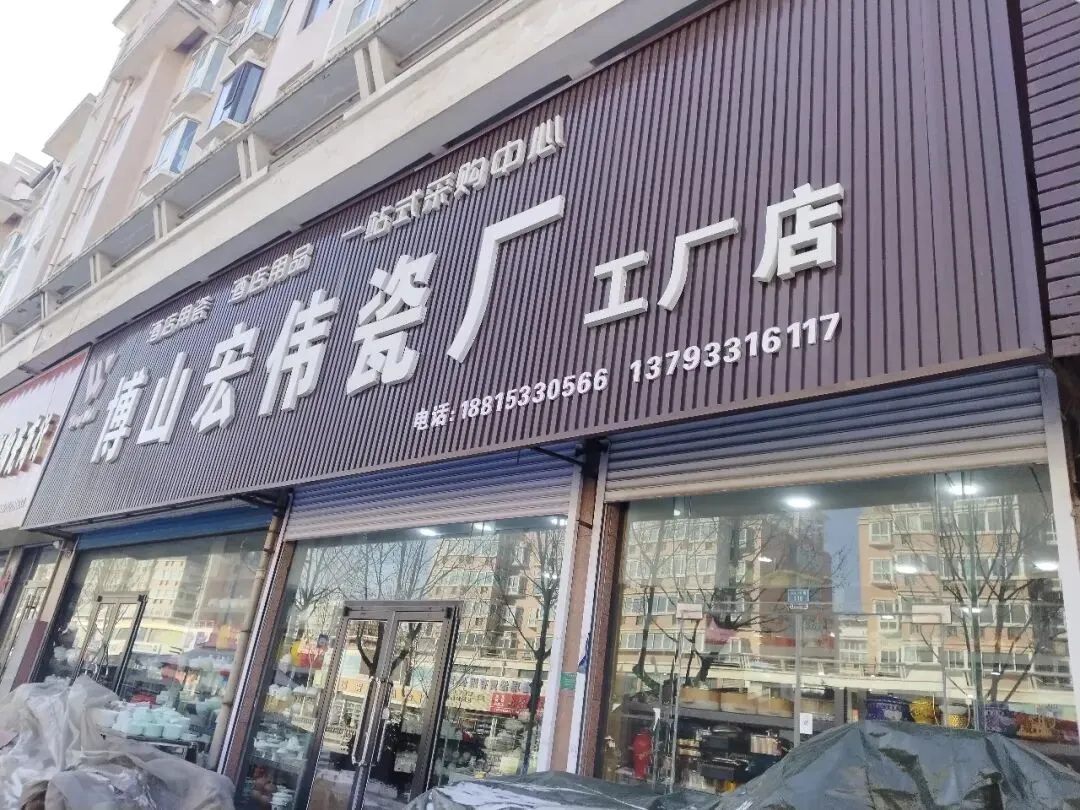 酒店用瓷 酒店用品 一站式采购中心
博山宏伟瓷厂 工厂店
电话: 18815330566 13793316117